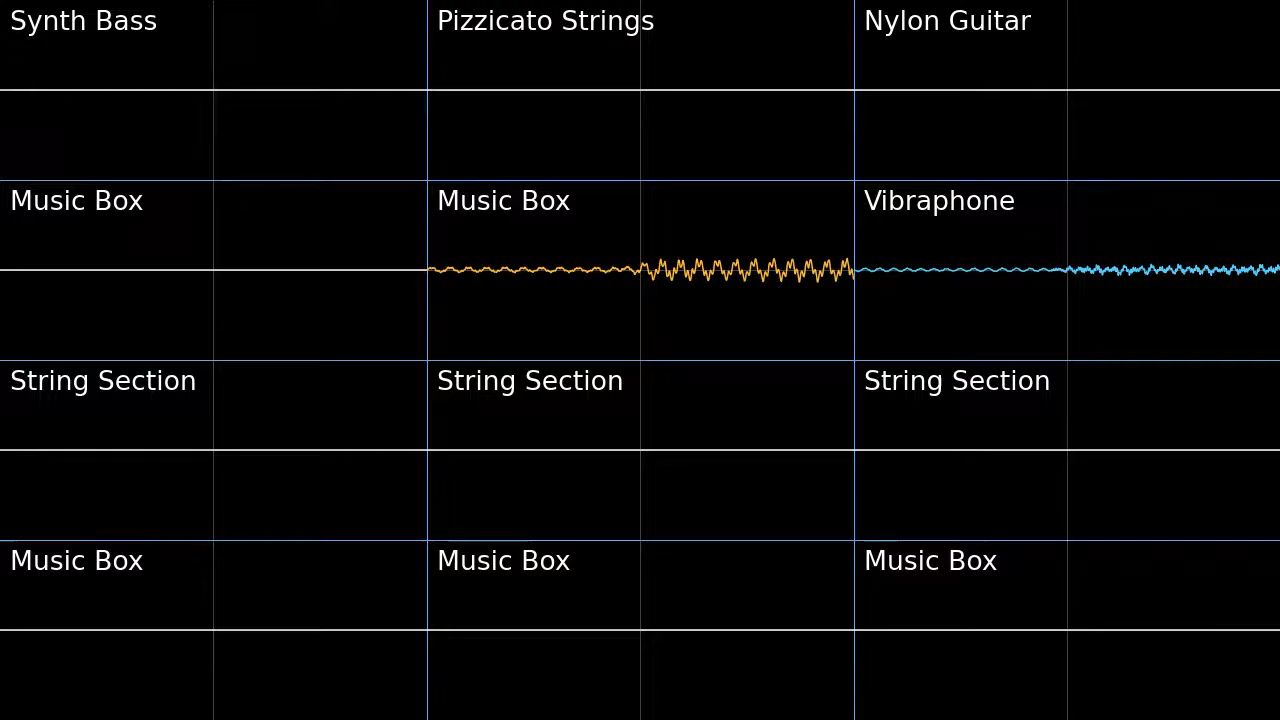 Synth Bass
Pizzicato Strings
Nylon Guitar
Music Box
Music Box
Vibraphone
String Section
String Section
String Section
Music Box
Music Box
Music Box